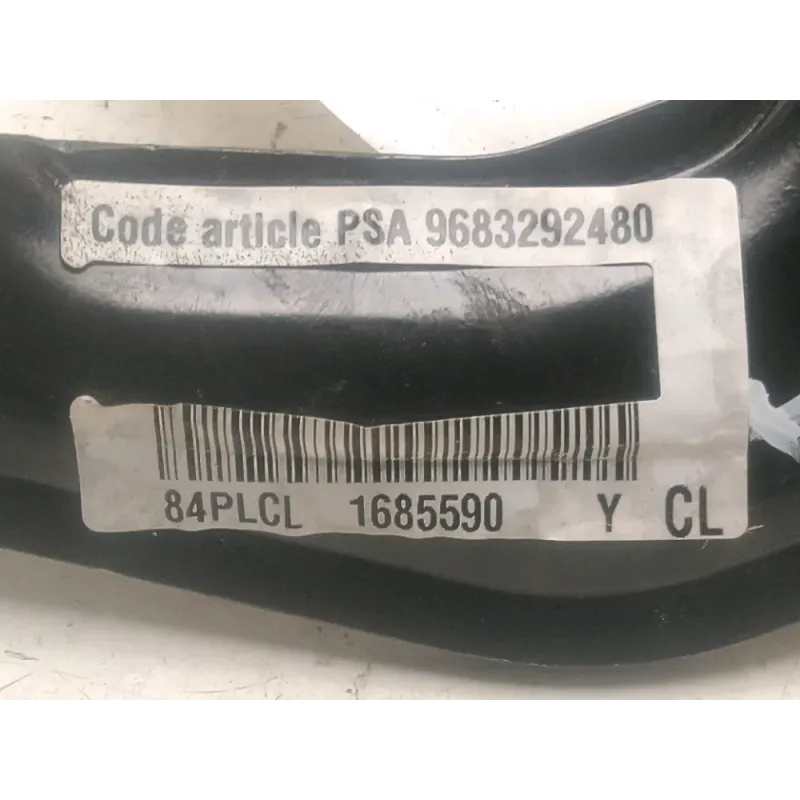 Code article PSA 9683292480
84PLCL 1685590 Y CL